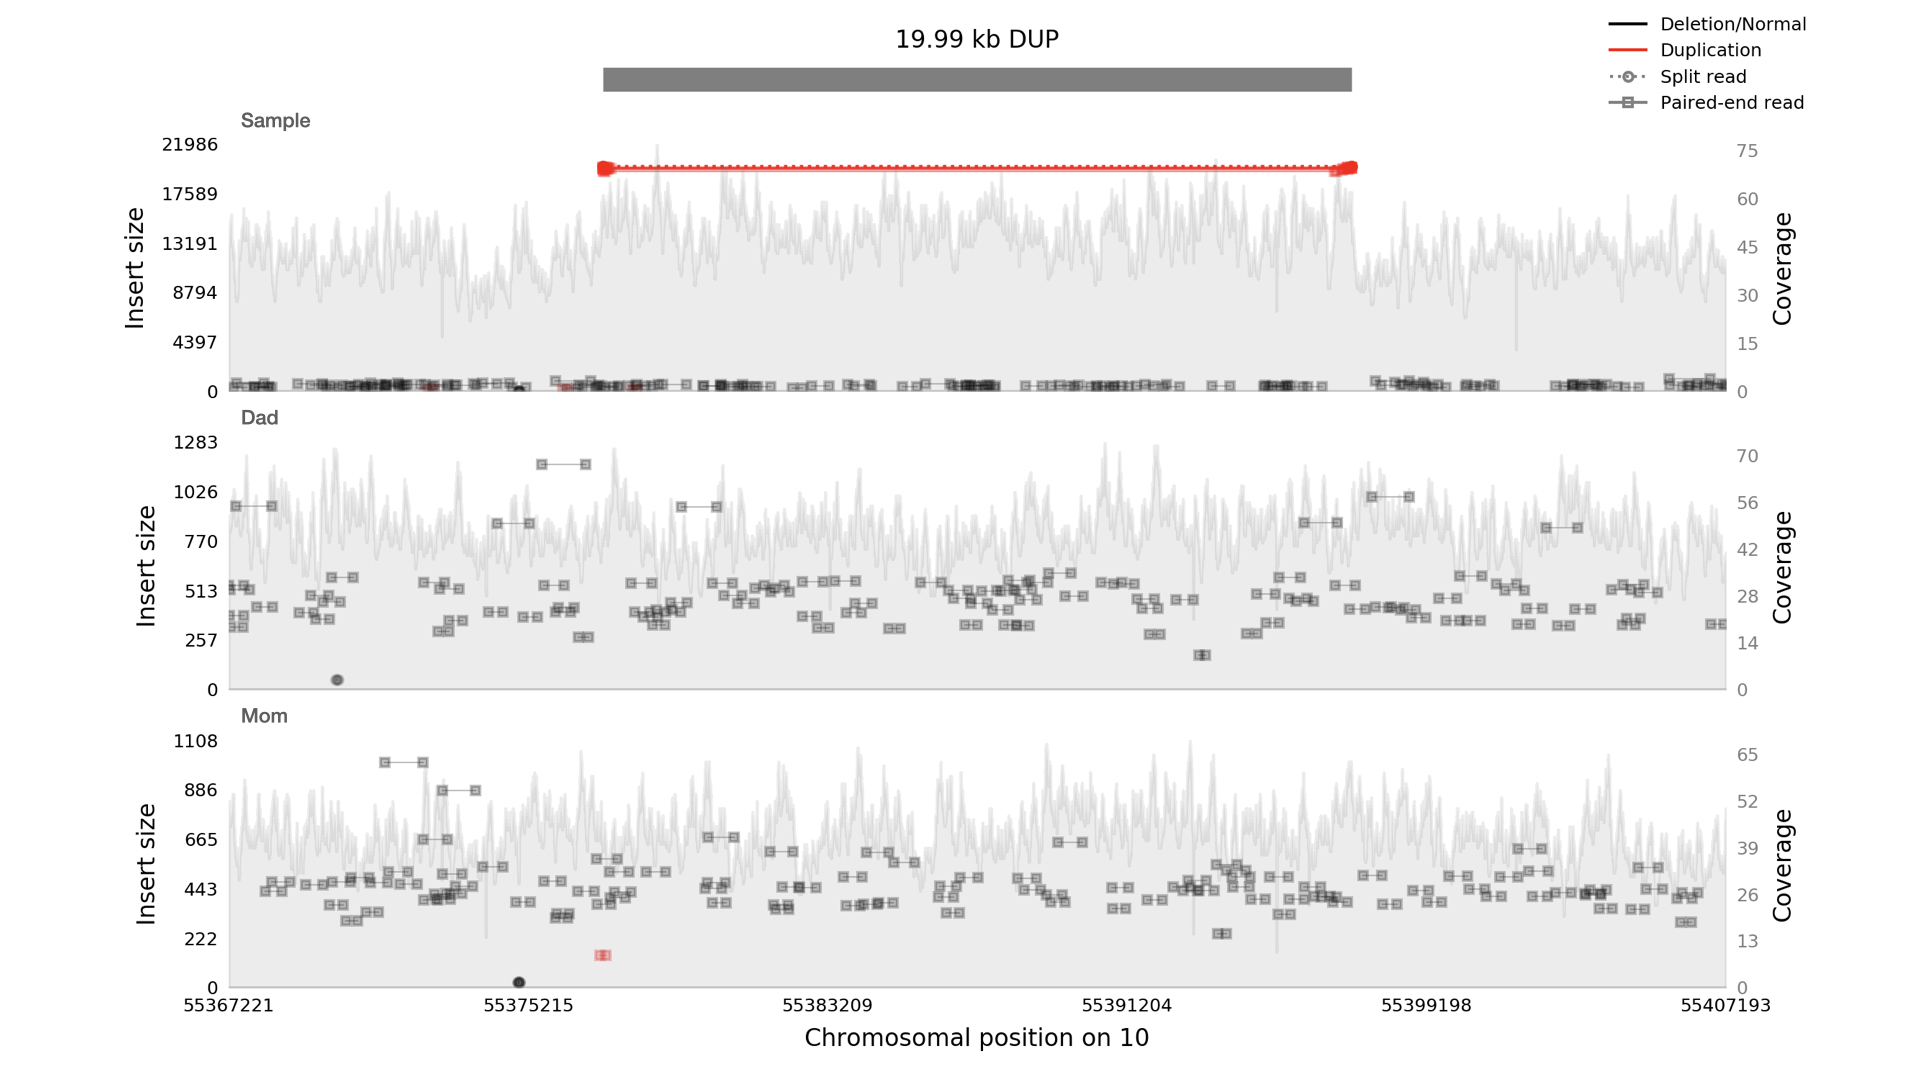 19.99 kb DUP
Deletion/Normal
Duplication
Split read
Paired-end read
Sample
21986
17589
13191
8794
4397
0
Insert size
75
60
45
30
15
0
Coverage
Dad
1283
1026
770
513
257
0
Insert size
70
56
42
28
14
0
Coverage
Mom
1108
886
665
443
222
0
Insert size
65
52
39
26
13
0
Coverage
55367221 55375215 55383209 55391204 55399198 55407193
Chromosomal position on 10